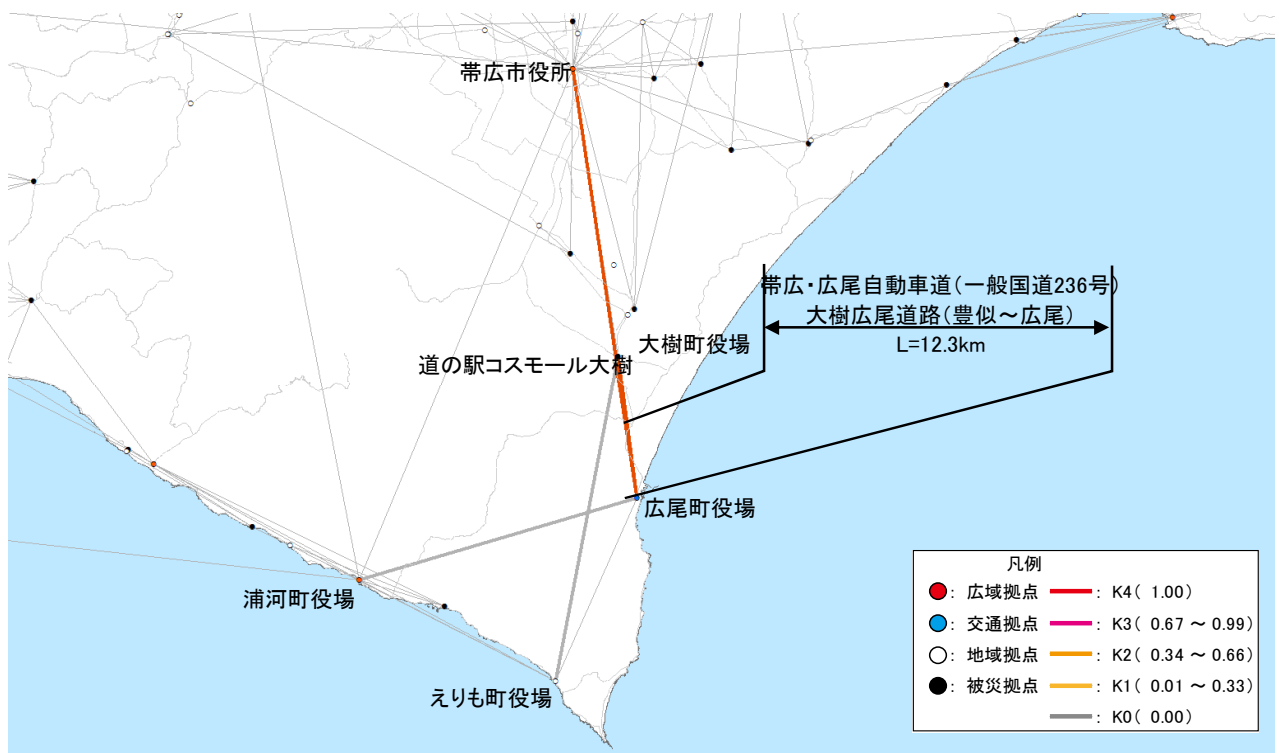 帯広市役所
帯広・広尾自動車道(一般国道236号)
大樹広尾道路(豊似～広尾)
L=12.3km
大樹町役場
道の駅コスモール大樹
広尾町役場
浦河町役場
えりも町役場
凡例
：広域拠点 ：K4( 1.00)
：交通拠点 ：K3( 0.67 ～ 0.99)
：地域拠点 ：K2( 0.34 ～ 0.66)
：被災拠点 ：K1( 0.01 ～ 0.33)
：K0( 0.00)